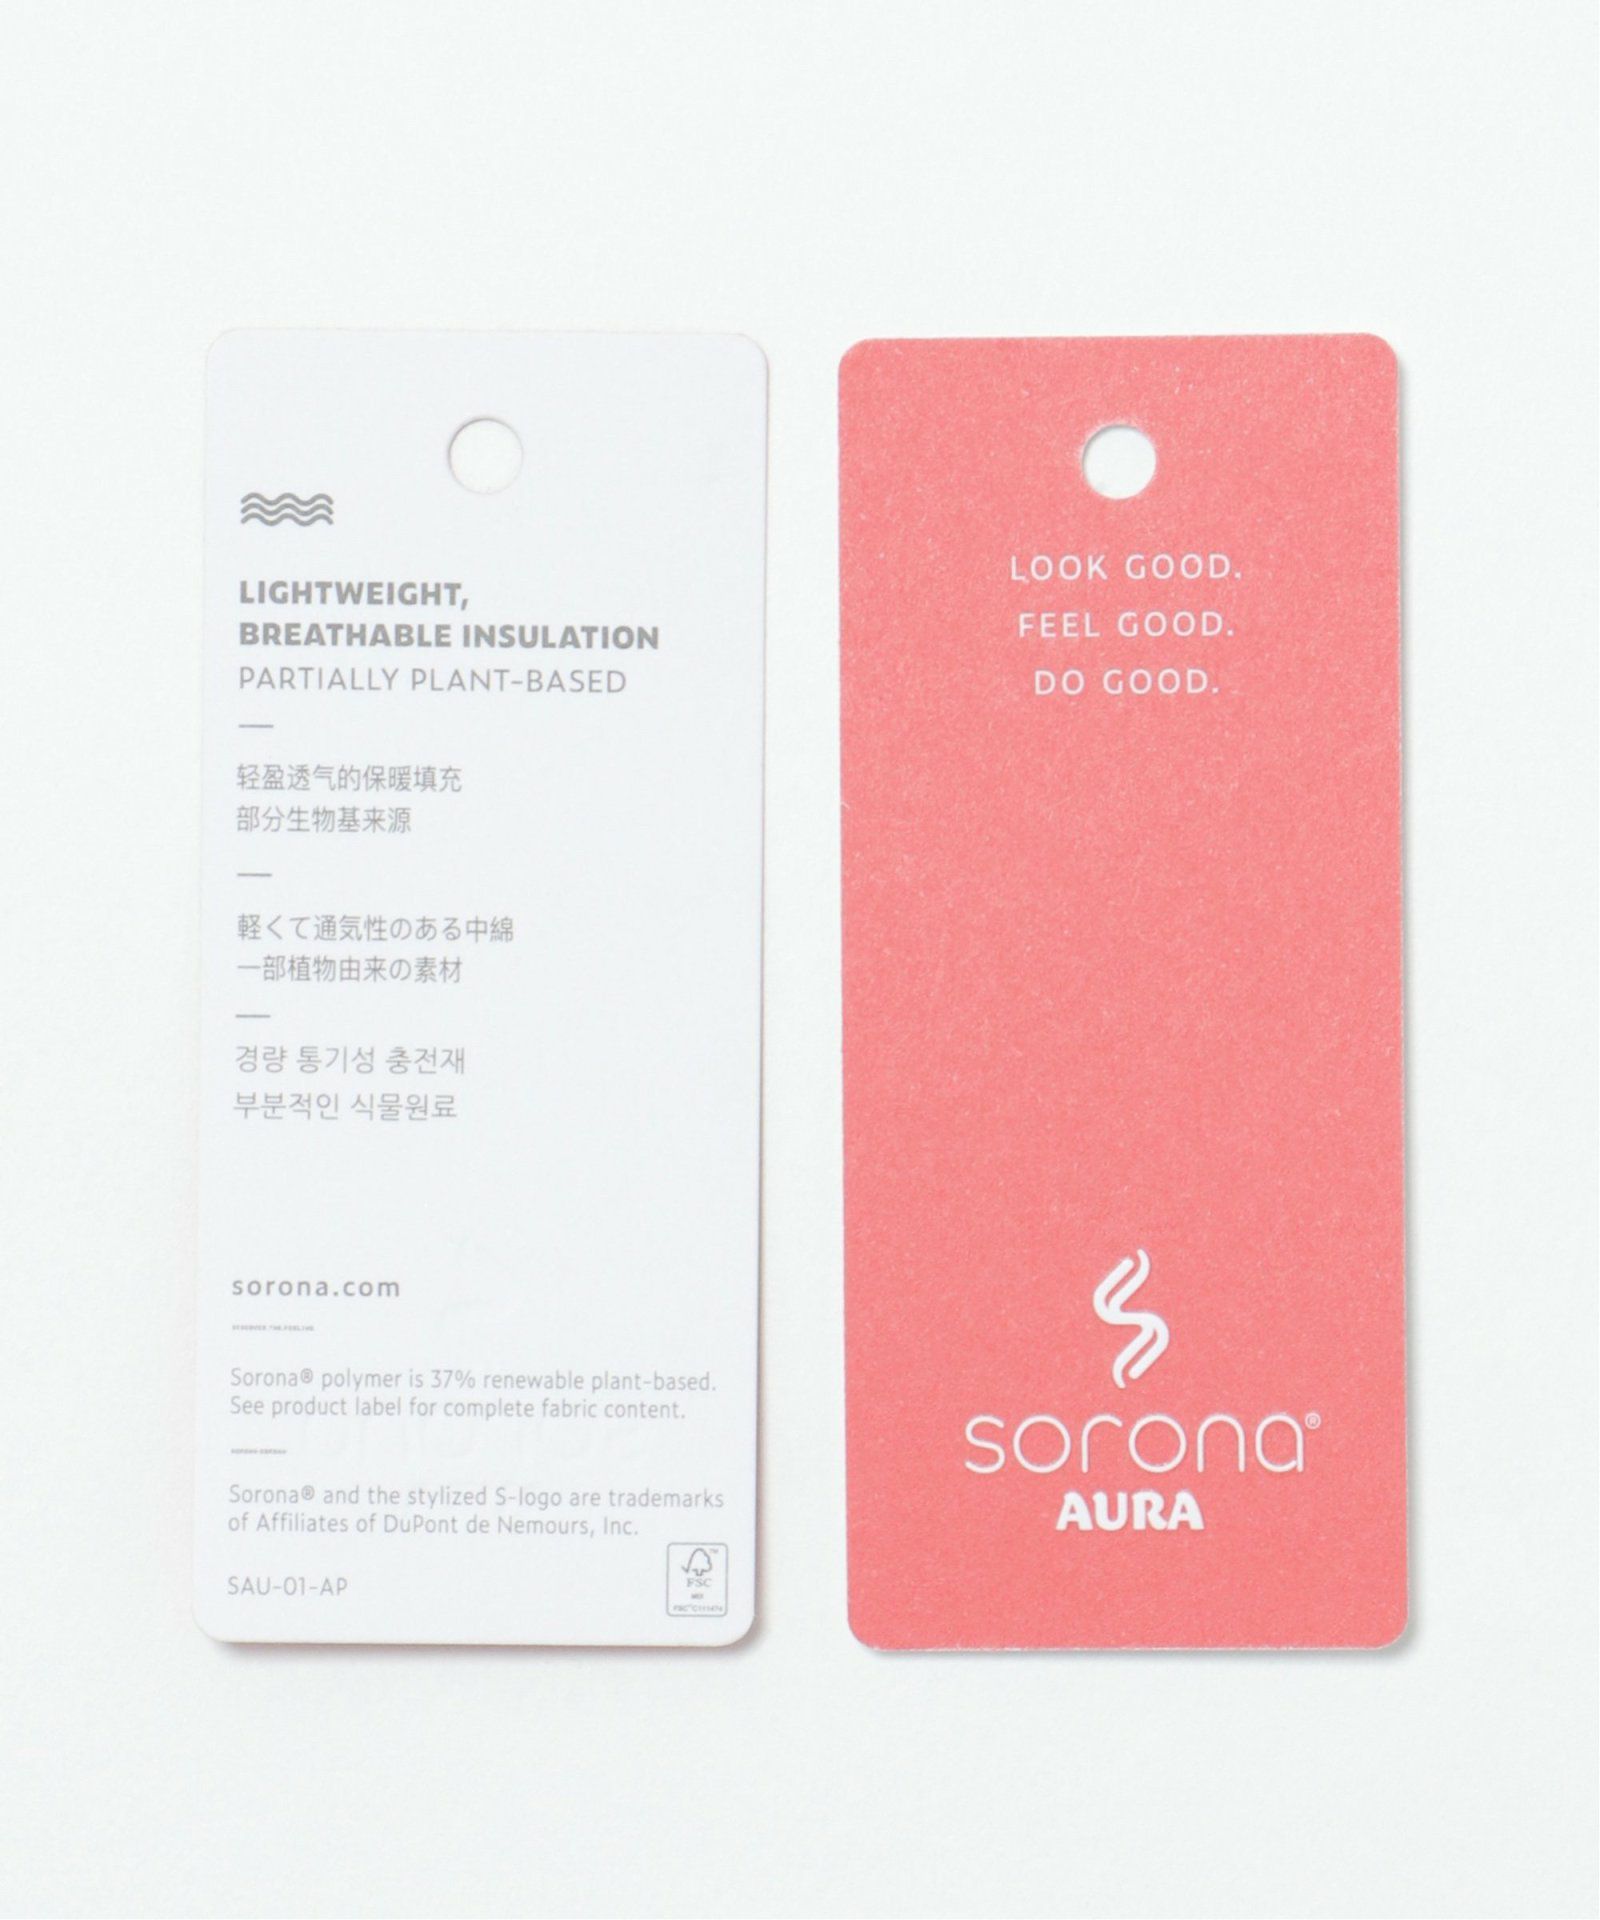 LIGHTWEIGHT,
BREATHABLE INSULATION
PARTIALLY PLANT-BASED
轻盈透气的保暖填充
部分生物基来源
軽くて通気性のある中綿
一部植物由来の素材
경량 통기성 충전재
부분적인 식물원료
sorona.com
Sorona® polymer is 37% renewable plant-based.
See product label for complete fabric content.
Sorona® and the stylized S-logo are trademarks
of Affiliates of DuPont de Nemours, Inc.
SAU-01-AP
FSC
LOOK GOOD.
FEEL GOOD.
DO GOOD.
sorona®
AURA